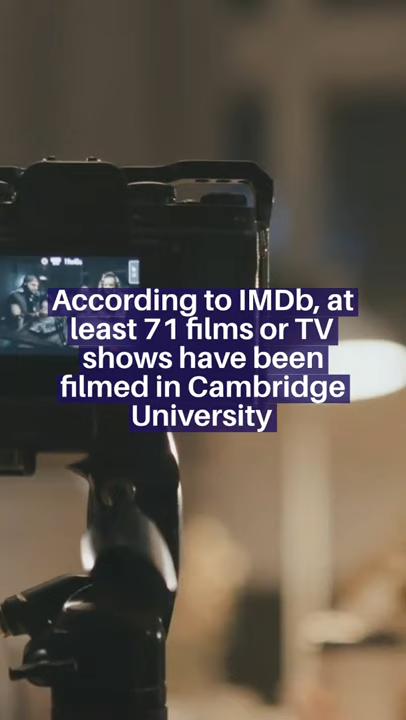 According to IMDb, at
least 71 films or TV
shows have been
filmed in Cambridge
University